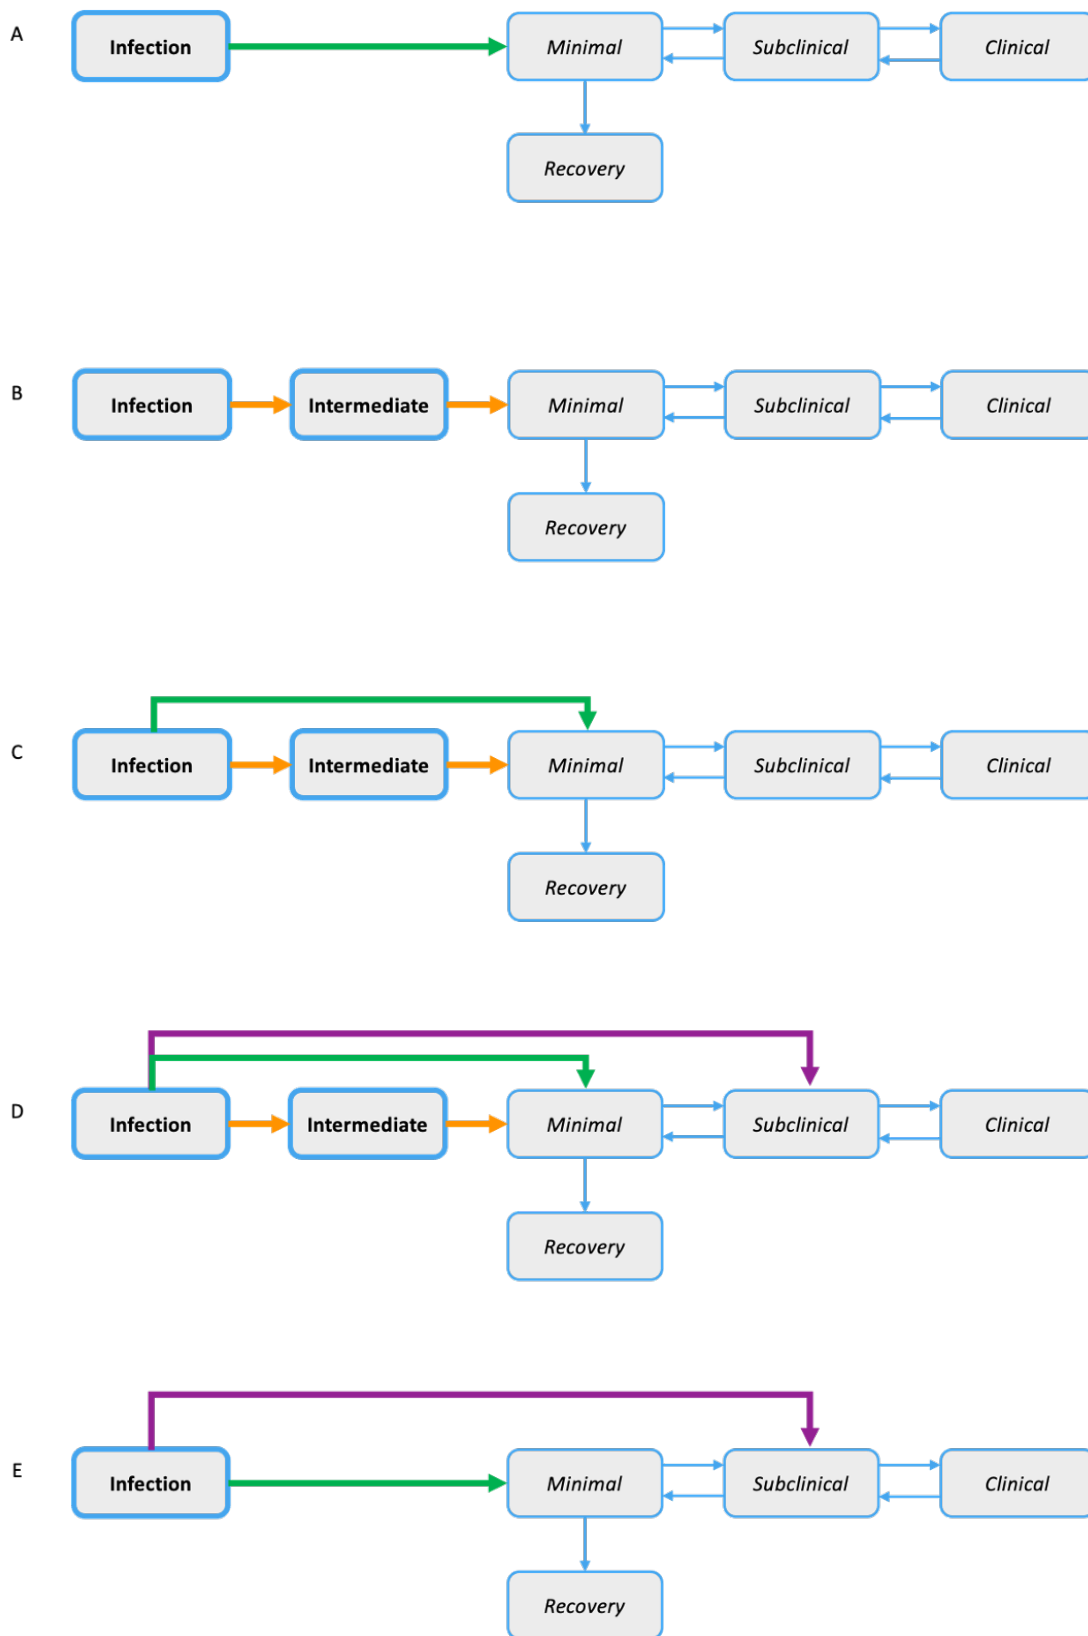 A
Infection
Minimal
Subclinical
Clinical
Recovery
B
Infection
Intermediate
Minimal
Subclinical
Clinical
Recovery
C
Infection
Intermediate
Minimal
Subclinical
Clinical
Recovery
D
Infection
Intermediate
Minimal
Subclinical
Clinical
Recovery
E
Infection
Minimal
Subclinical
Clinical
Recovery